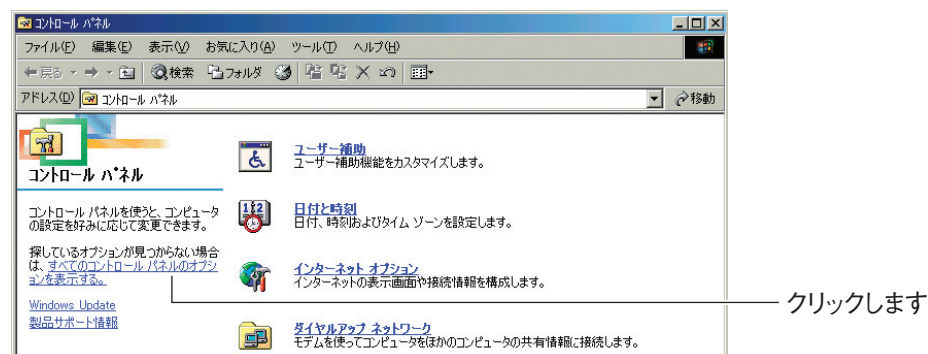 コントロール パネル
ファイル(F) 編集(E) 表示(V) お気に入り(A) ツール(T) ヘルプ(H)
戻る 検索 フォルダ
アドレス(D) コントロール パネル 移動
コントロール パネル
コントロール パネルを使うと、コンピュータ
の設定を好みに応じて変更できます。
探しているオプションが見つからない場合
は、すべてのコントロール パネルのオプシ
ョンを表示する。
Windows Update
製品サポート情報
ユーザー補助
ユーザー補助機能をカスタマイズします。
日付と時刻
日付、時刻およびタイム ゾーンを設定します。
インターネット オプション
インターネットの表示画面や接続情報を構成します。
ダイヤルアップ ネットワーク
モデムを使ってコンピュータをほかのコンピュータの共有情報に接続します。
クリックします